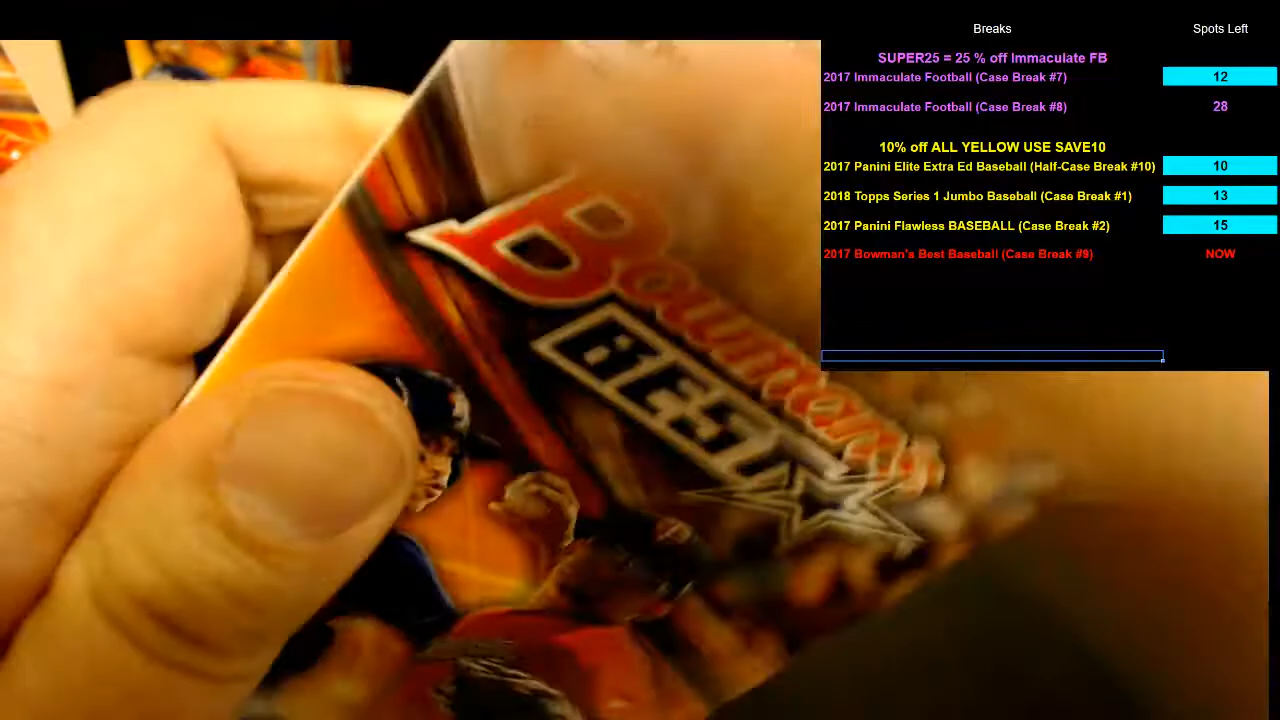 Breaks Spots Left
SUPER25 = 25 % off Immaculate FB
2017 Immaculate Football (Case Break #7) 12
2017 Immaculate Football (Case Break #8) 28
10% off ALL YELLOW USE SAVE10
2017 Panini Elite Extra Ed Baseball (Half-Case Break #10) 10
2018 Topps Series 1 Jumbo Baseball (Case Break #1) 13
2017 Panini Flawless BASEBALL (Case Break #2) 15
2017 Bowman's Best Baseball (Case Break #9) NOW
Bowman's
BEST